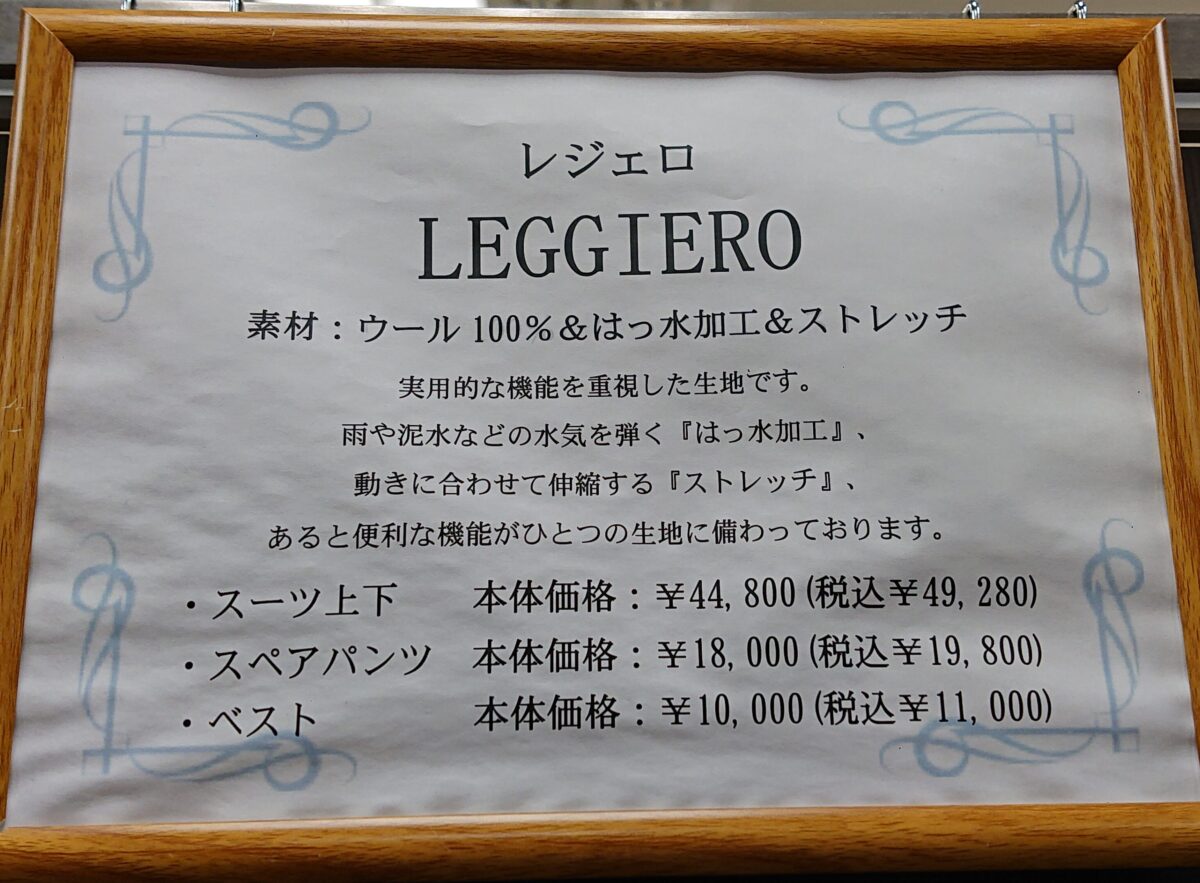 レジェロ
LEGGIERO
素材：ウール100％＆はっ水加工＆ストレッチ
実用的な機能を重視した生地です。
雨や泥水などの水気を弾く『はっ水加工』、
動きに合わせて伸縮する『ストレッチ』、
あると便利な機能がひとつの生地に備わっております。
・スーツ上下　本体価格：￥44,800(税込￥49,280)
・スペアパンツ　本体価格：￥18,000(税込￥19,800)
・ベスト　本体価格：￥10,000(税込￥11,000)